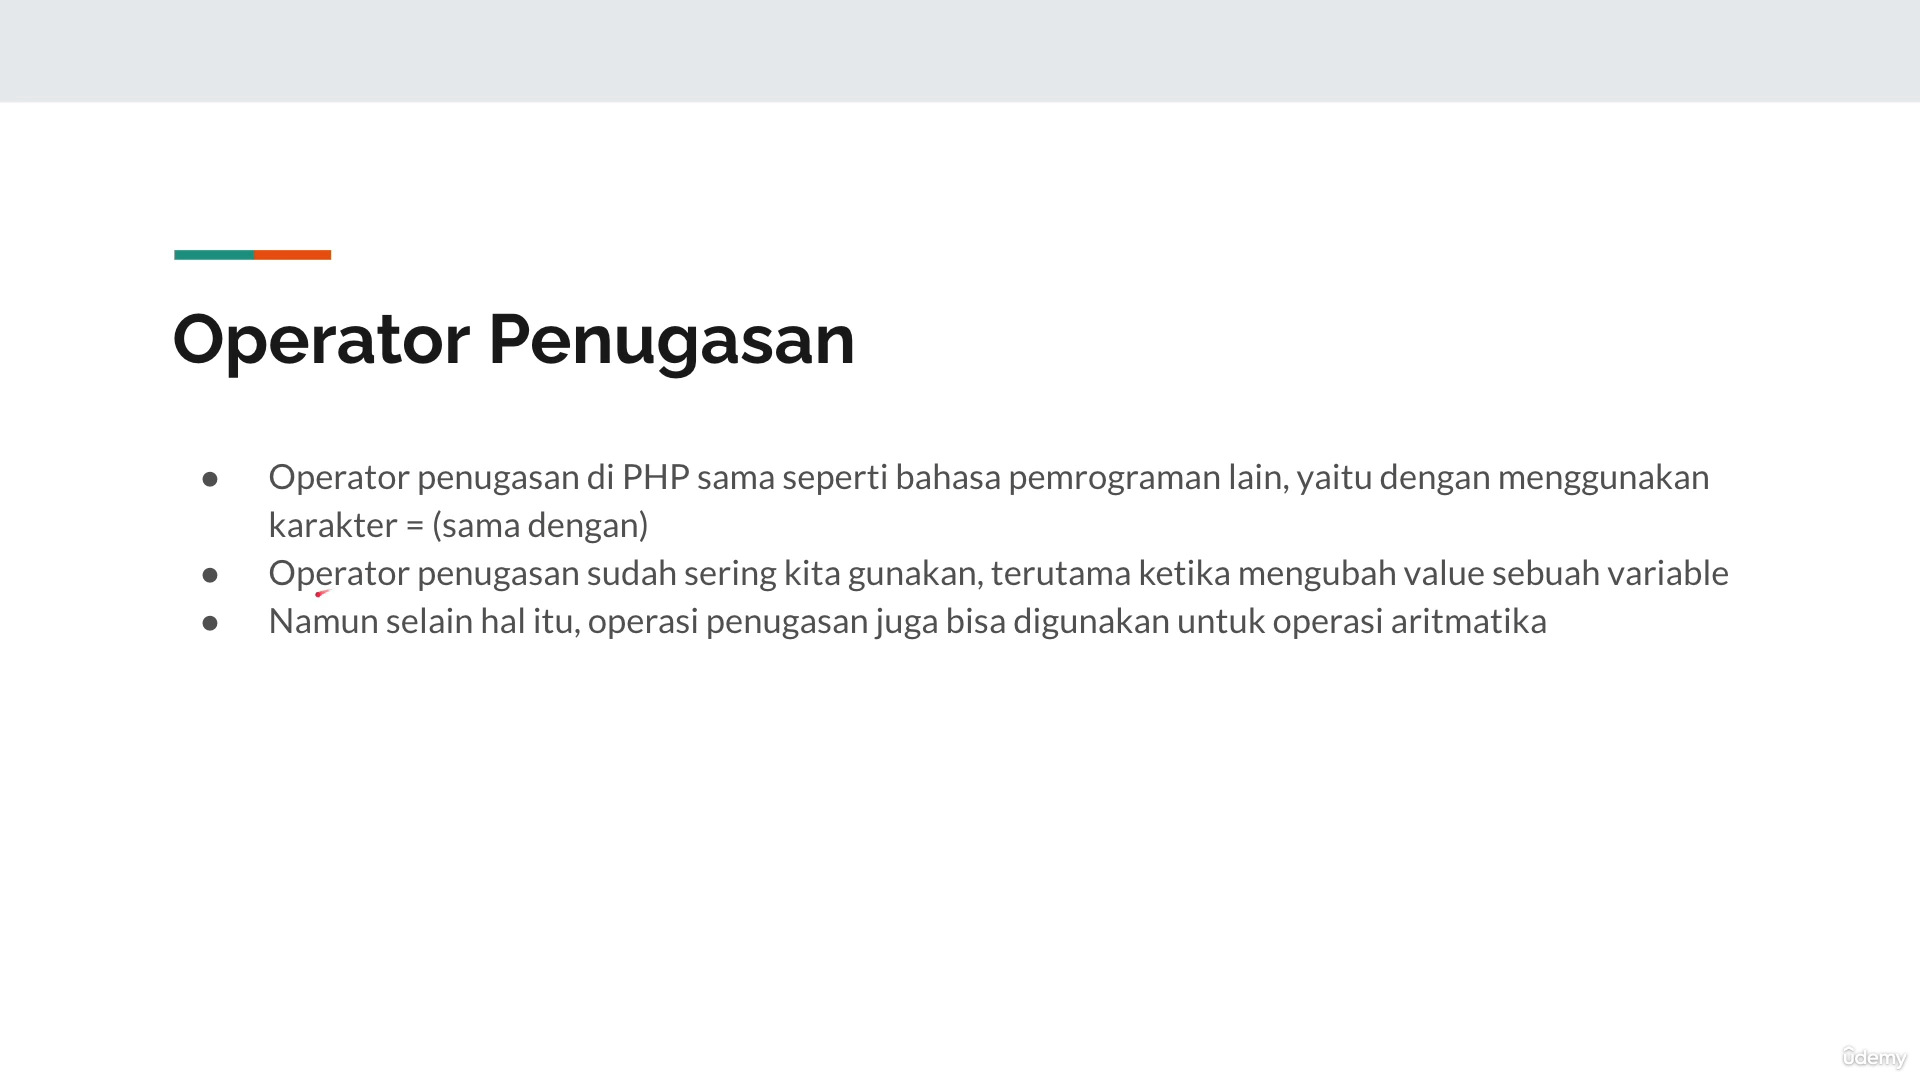 Operator Penugasan
● Operator penugasan di PHP sama seperti bahasa pemrograman lain, yaitu dengan menggunakan
karakter = (sama dengan)
● Operator penugasan sudah sering kita gunakan, terutama ketika mengubah value sebuah variable
● Namun selain hal itu, operasi penugasan juga bisa digunakan untuk operasi aritmatika
ûdemy